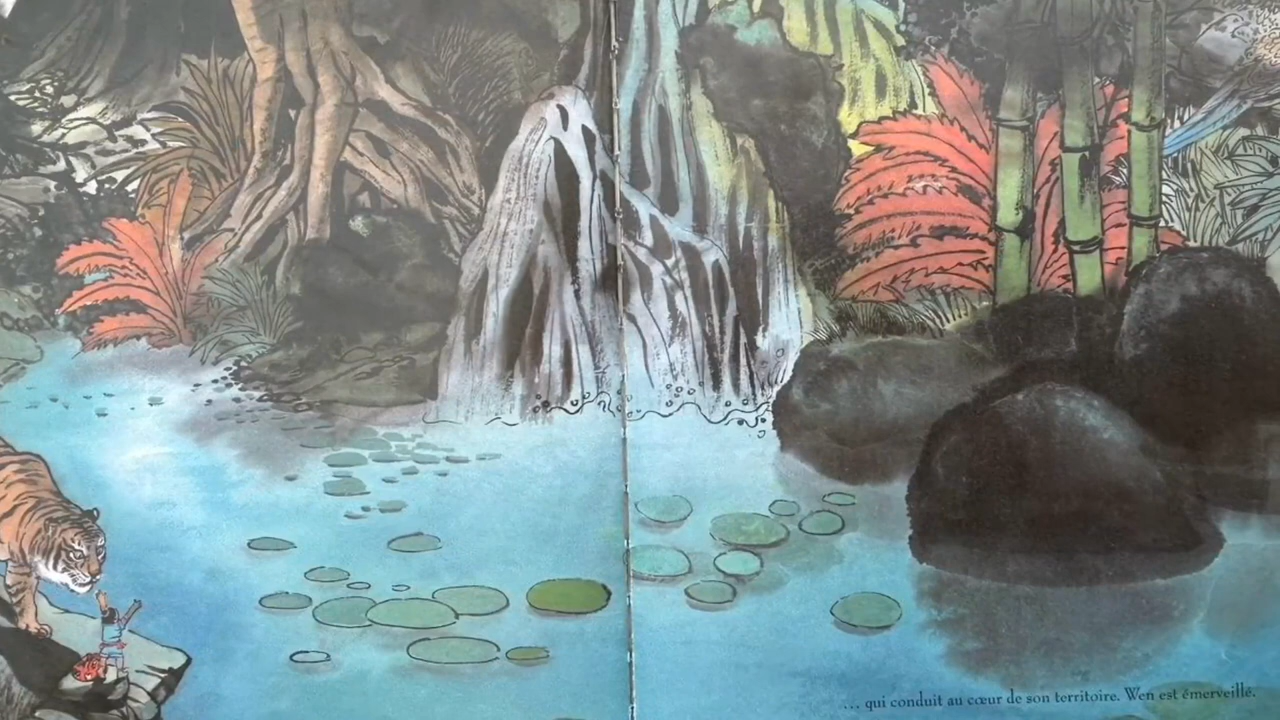 ... qui conduit au cœur de son territoire. Wen est émerveillé.